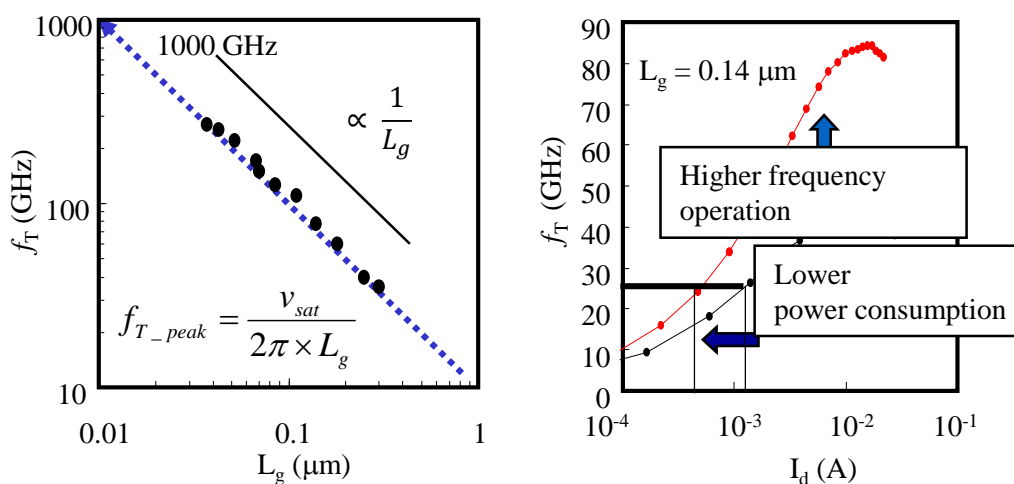 1000
1000 GHz
∝ 1/L_g
100
f_T (GHz)
f_{T_peak} = v_sat / (2π × L_g)
10
0.01 0.1 1
L_g (μm)
90
80
70
60
50
40
30
20
10
0
f_T (GHz)
L_g = 0.14 μm
Higher frequency
operation
Lower
power consumption
10^-4 10^-3 10^-2 10^-1
I_d (A)